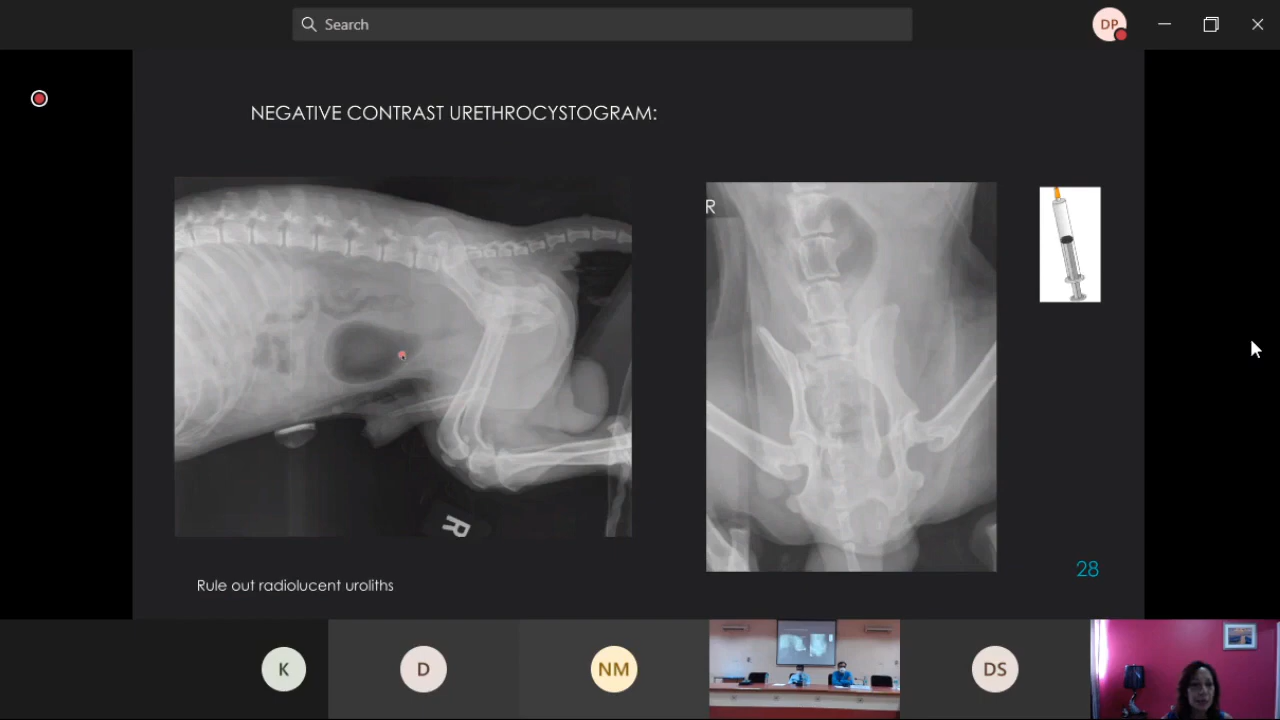 Search
DP
NEGATIVE CONTRAST URETHROCYSTOGRAM:
R
R
Rule out radiolucent uroliths
28
K
D
NM
DS